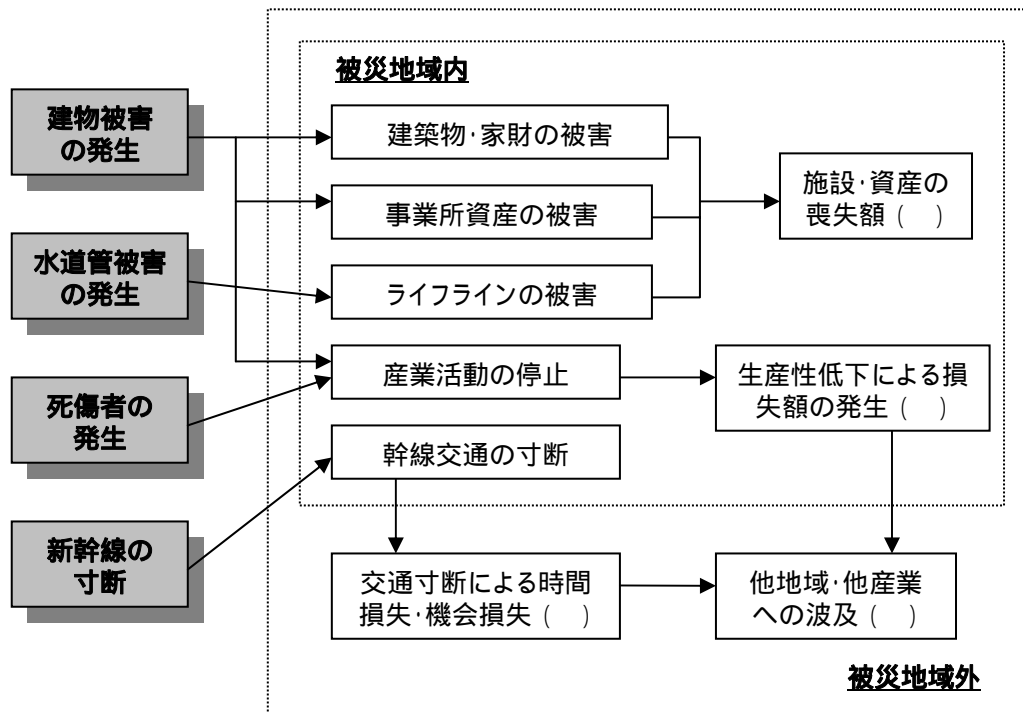 被災地域内
建物被害
の発生
建築物・家財の被害
施設・資産の
喪失額（　）
事業所資産の被害
水道管被害
の発生
ライフラインの被害
産業活動の停止
生産性低下による損
失額の発生（　）
死傷者の
発生
幹線交通の寸断
新幹線の
寸断
交通寸断による時間
損失・機会損失（　）
他地域・他産業
への波及（　）
被災地域外